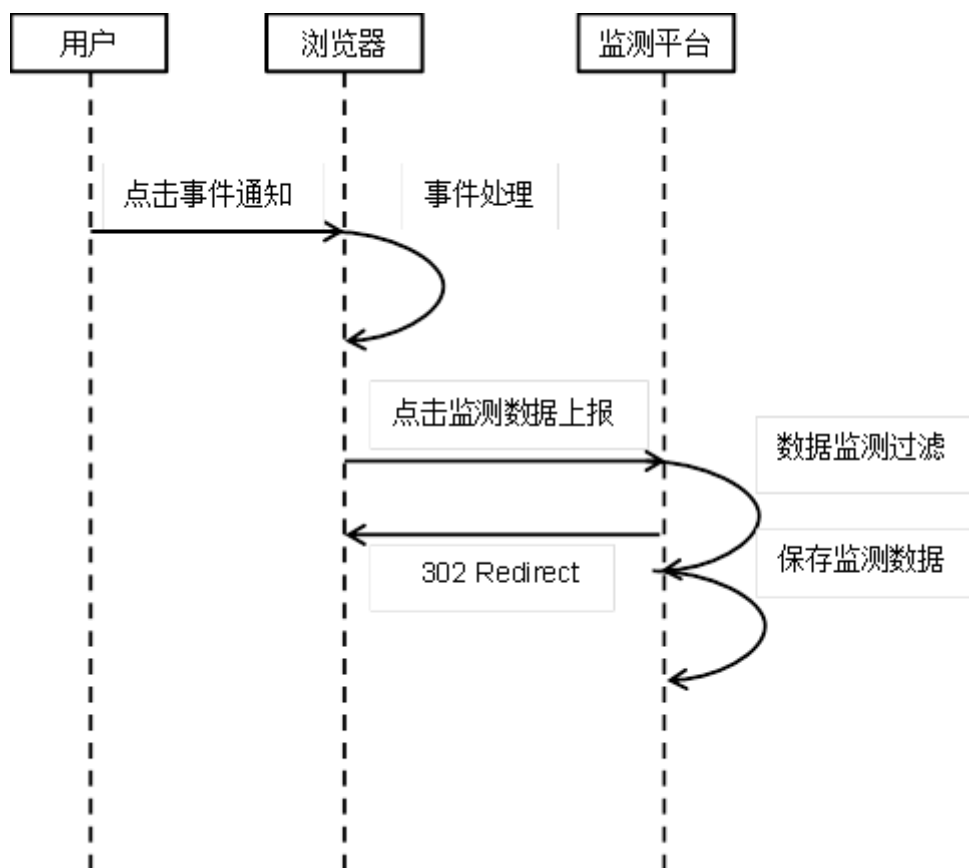 用户
浏览器
监测平台
点击事件通知
事件处理
点击监测数据上报
数据监测过滤
302 Redirect
保存监测数据